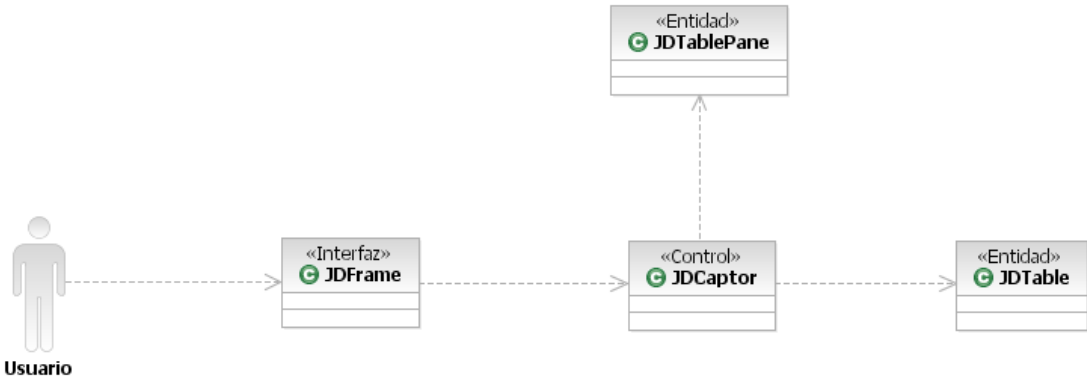 «Entidad»
JDTablePane
«Interfaz»
JDFrame
«Control»
JDCaptor
«Entidad»
JDTable
Usuario